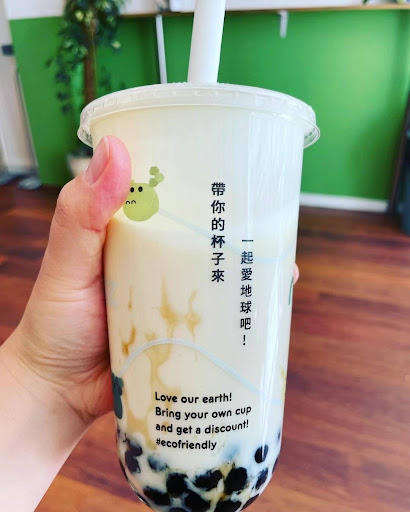 帶你的杯子來
一起愛地球吧！
Love our earth!
Bring your own cup
and get a discount!
#ecofriendly